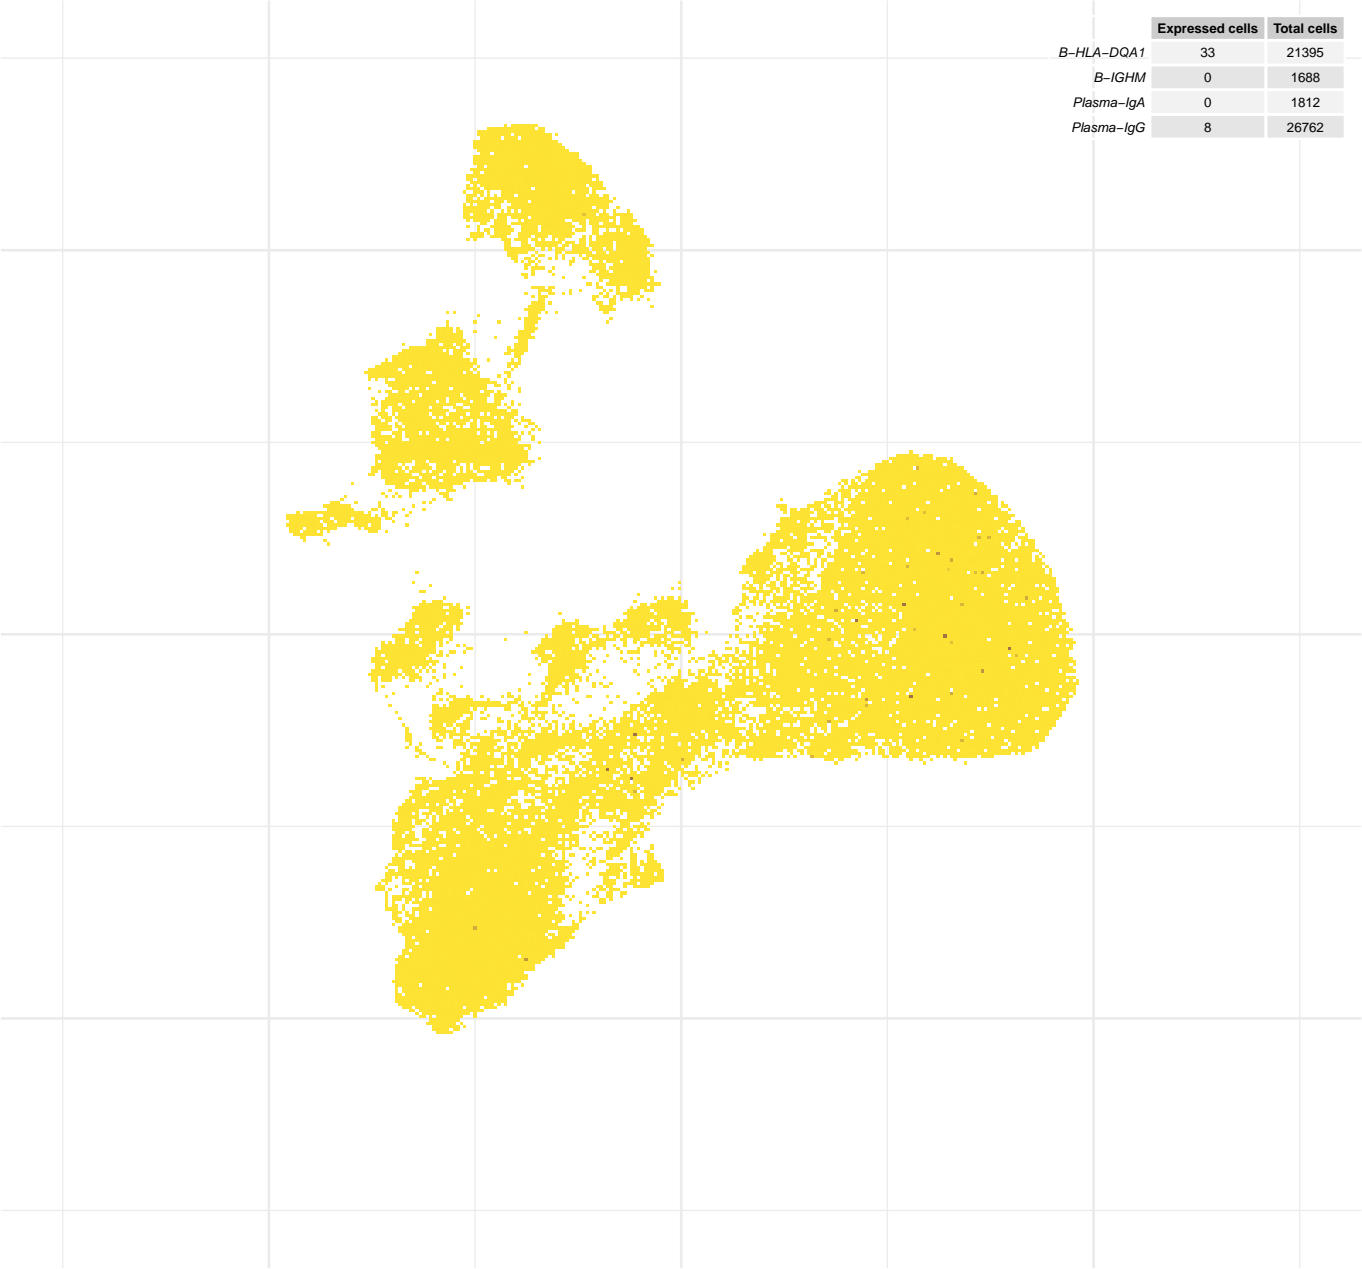 Expressed cells Total cells
B−HLA−DQA1 33 21395
B−IGHM 0 1688
Plasma−IgA 0 1812
Plasma−IgG 8 26762